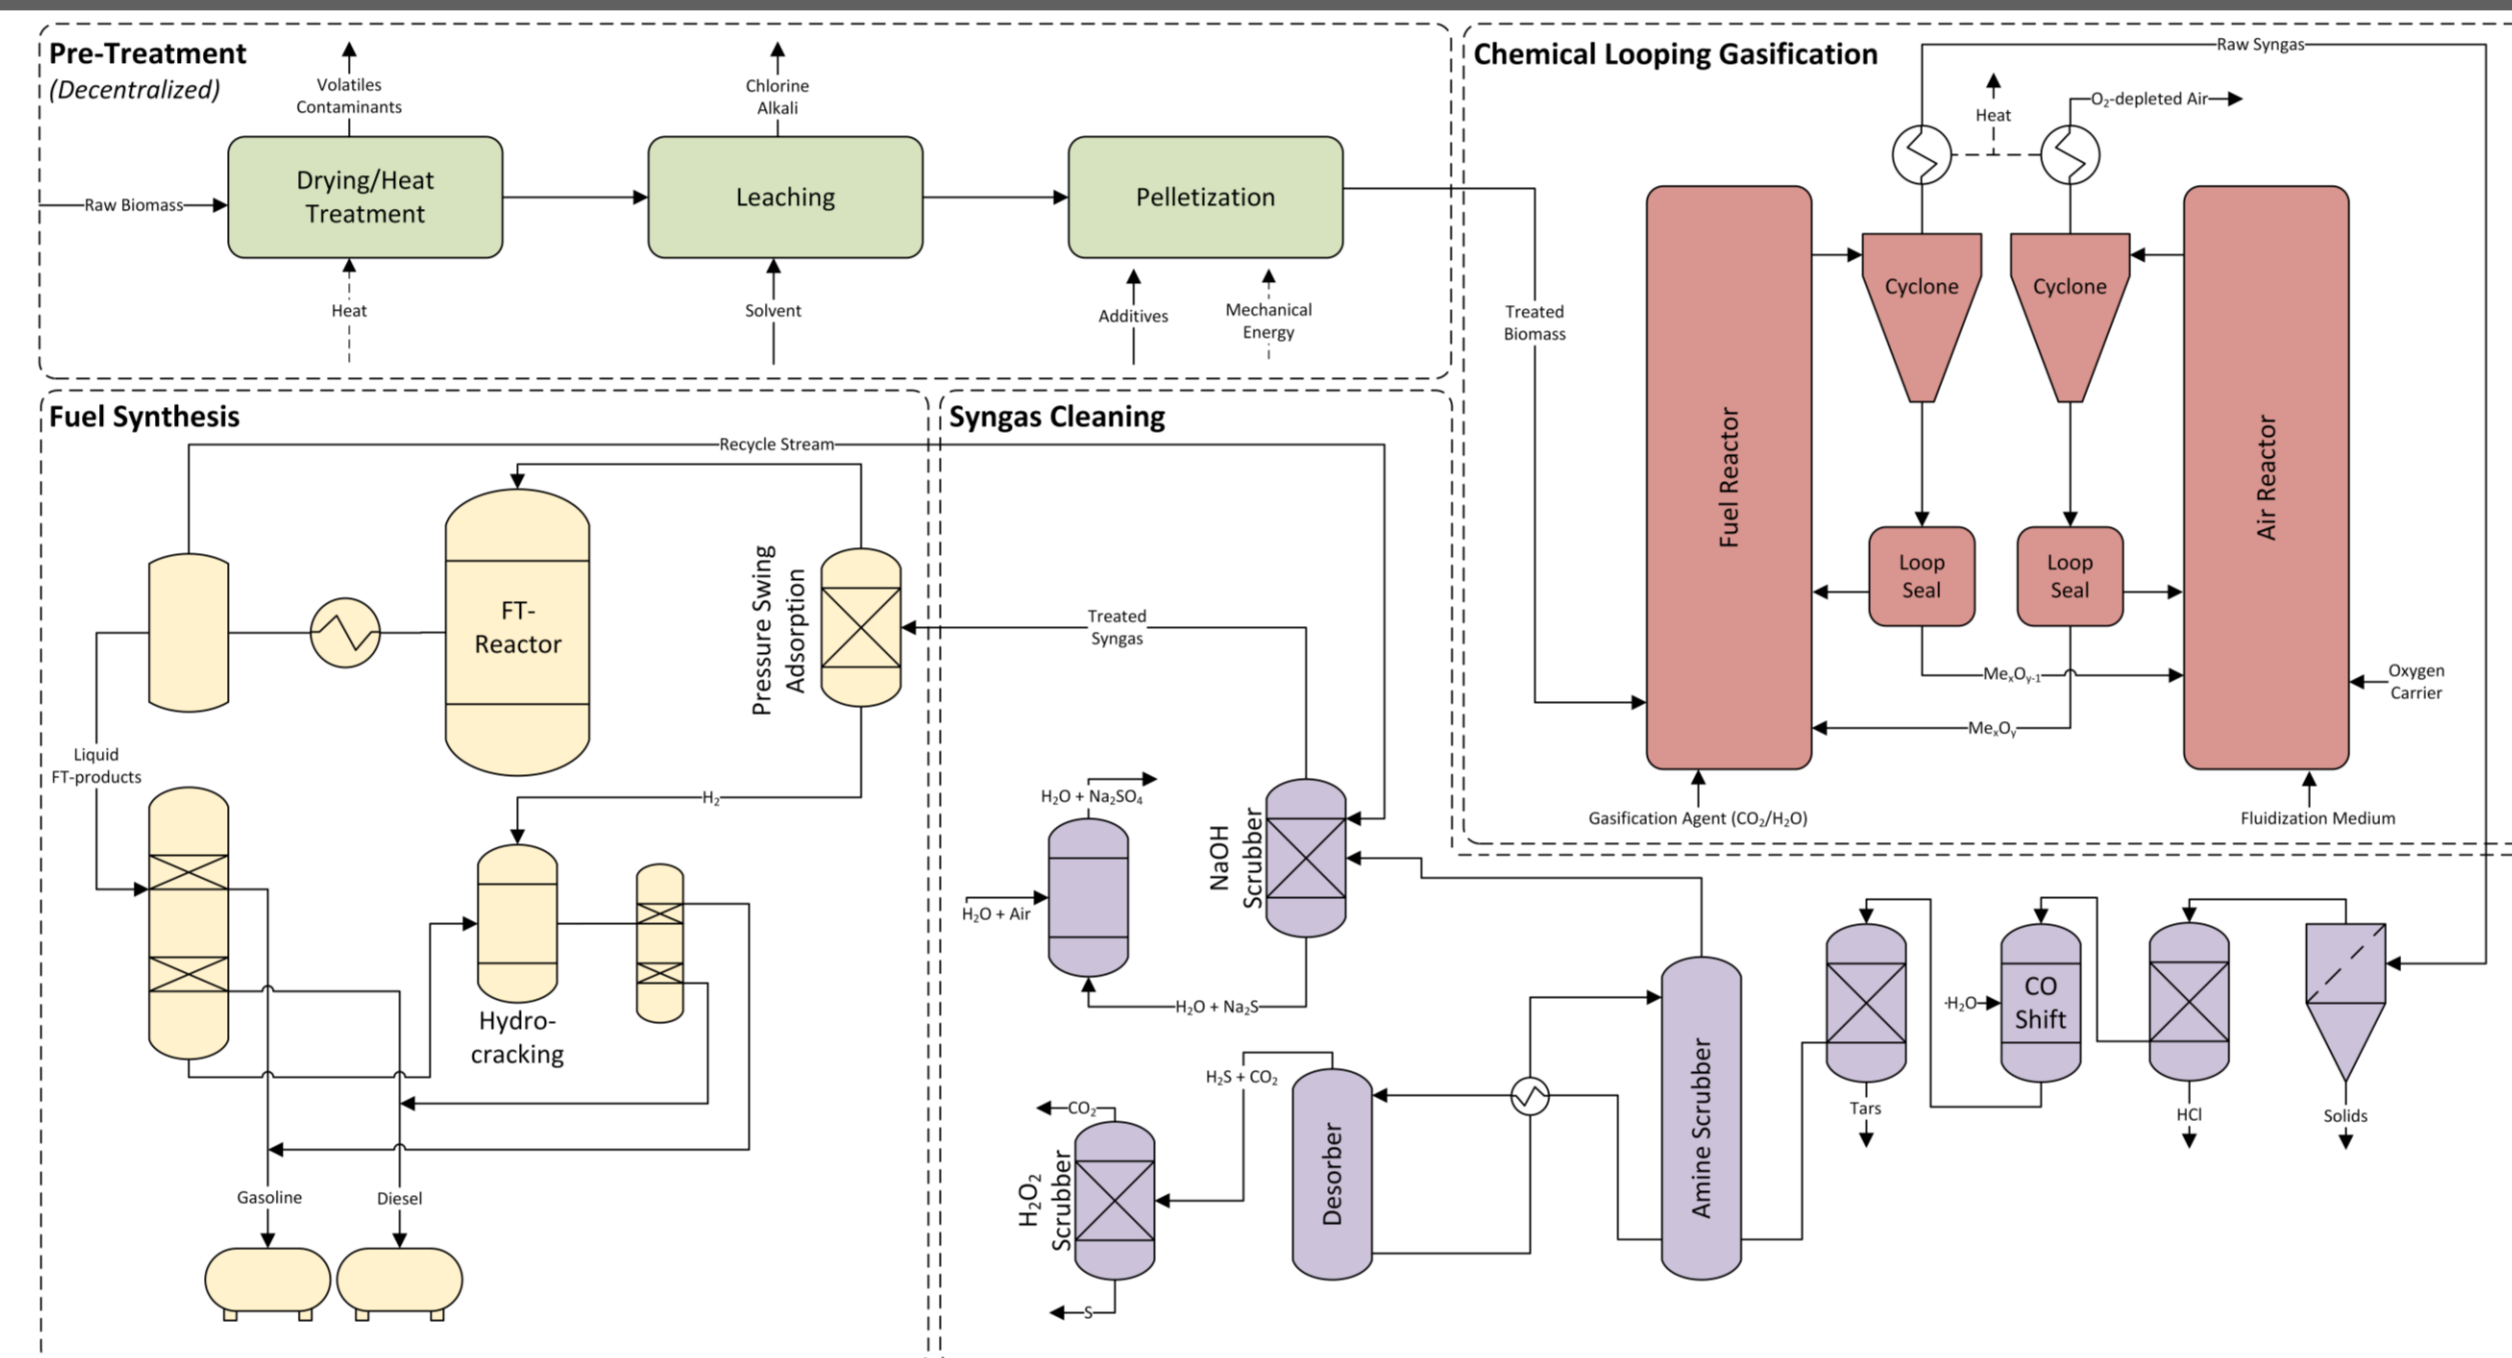 Pre-Treatment
(Decentralized)
Volatiles
Contaminants
Chlorine
Alkali
Raw Biomass
Drying/Heat
Treatment
Leaching
Pelletization
Heat
Solvent
Additives
Mechanical
Energy
Chemical Looping Gasification
Raw Syngas
Heat
O₂-depleted Air
Treated
Biomass
Fuel Reactor
Cyclone
Cyclone
Air Reactor
Loop
Seal
Loop
Seal
MeₓOᵧ₋₁
MeₓOᵧ
Oxygen
Carrier
Gasification Agent (CO₂/H₂O)
Fluidization Medium
Fuel Synthesis
Recycle Stream
FT-
Reactor
Pressure Swing
Adsorption
Liquid
FT-products
H₂
Hydro-
cracking
Gasoline
Diesel
Syngas Cleaning
Treated
Syngas
H₂O + Na₂SO₄
H₂O + Air
NaOH
Scrubber
H₂O + Na₂S
H₂S + CO₂
CO₂
H₂O₂
Scrubber
S
Desorber
Amine Scrubber
Tars
H₂O
CO
Shift
HCl
Solids